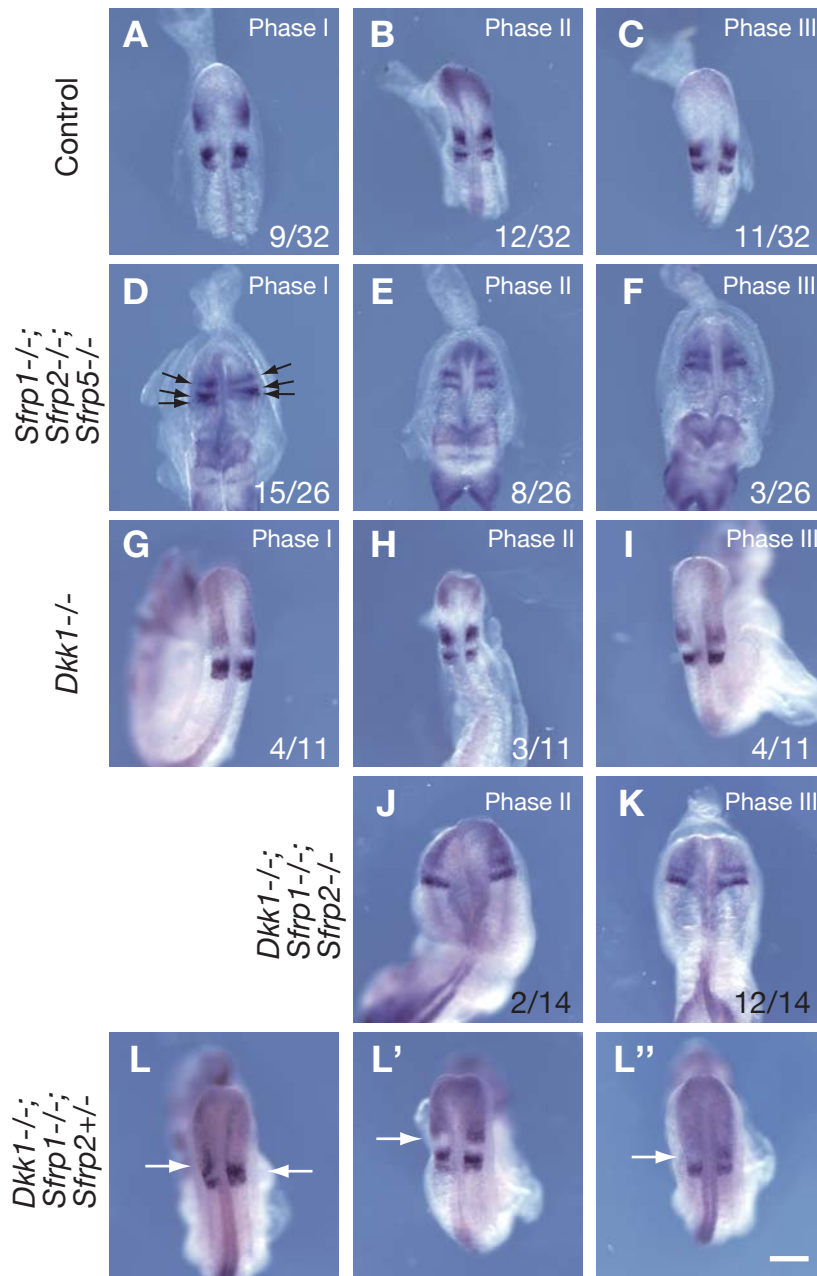 Control
A Phase I
9/32
B Phase II
12/32
C Phase III
11/32
Sfrp1-/-;
Sfrp2-/-;
Sfrp5-/-
D Phase I
15/26
E Phase II
8/26
F Phase III
3/26
Dkk1-/-
G Phase I
4/11
H Phase II
3/11
I Phase III
4/11
Dkk1-/-;
Sfrp1-/-;
Sfrp2-/-
J Phase II
2/14
K Phase III
12/14
Dkk1-/-;
Sfrp1-/-;
Sfrp2+/-
L
L’
L’’